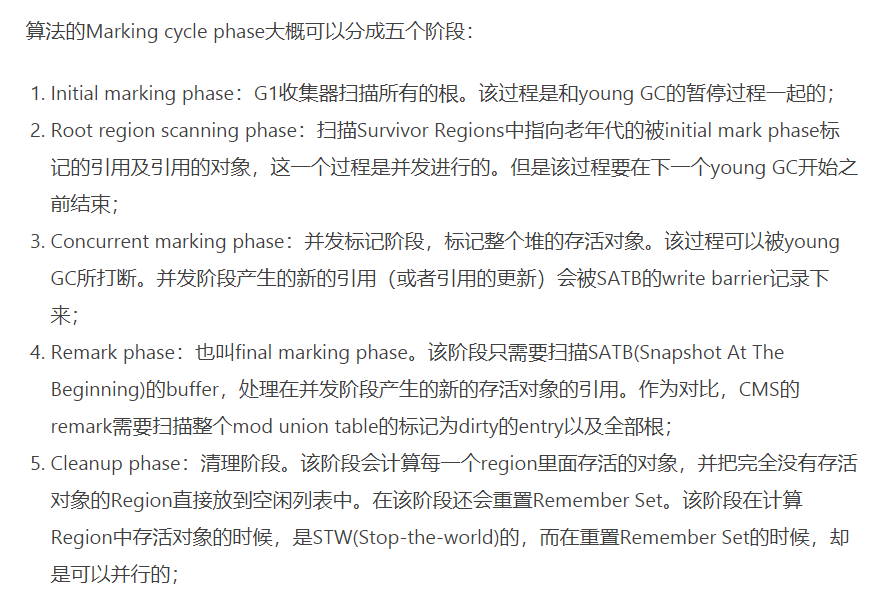 算法的Marking cycle phase大概可以分成五个阶段：
1. Initial marking phase：G1收集器扫描所有的根。该过程是和young GC的暂停过程一起的；
2. Root region scanning phase：扫描Survivor Regions中指向老年代的被initial mark phase标
记的引用及引用的对象，这一个过程是并发进行的。但是该过程要在下一个young GC开始之
前结束；
3. Concurrent marking phase：并发标记阶段，标记整个堆的存活对象。该过程可以被young
GC所打断。并发阶段产生的新的引用（或者引用的更新）会被SATB的write barrier记录下
来；
4. Remark phase：也叫final marking phase。该阶段只需要扫描SATB(Snapshot At The
Beginning)的buffer，处理在并发阶段产生的新的存活对象的引用。作为对比，CMS的
remark需要扫描整个mod union table的标记为dirty的entry以及全部根；
5. Cleanup phase：清理阶段。该阶段会计算每一个region里面存活的对象，并把完全没有存活
对象的Region直接放到空闲列表中。在该阶段还会重置Remember Set。该阶段在计算
Region中存活对象的时候，是STW(Stop-the-world)的，而在重置Remember Set的时候，却
是可以并行的；